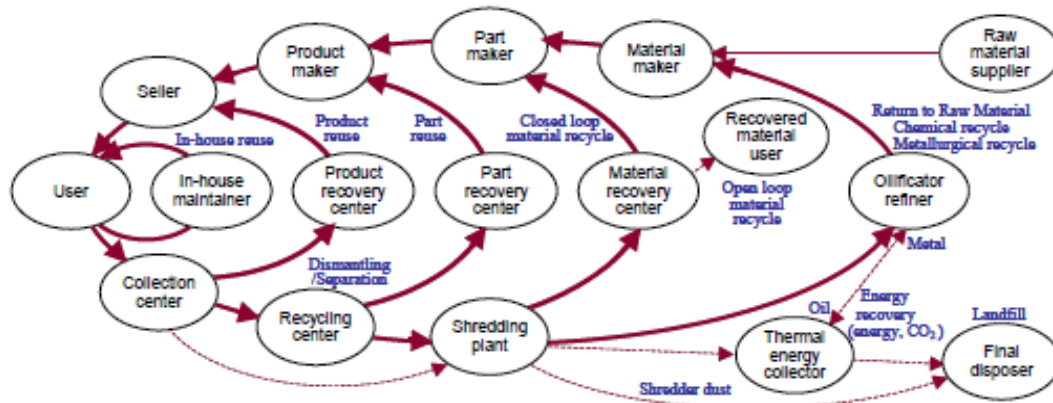 Product
maker
Part
maker
Material
maker
Raw
material
supplier
Seller
In-house reuse
Product
reuse
Part
reuse
Closed loop
material recycle
Recovered
material
user
Return to Raw Material
Chemical recycle
Metallurgical recycle
User
In-house
maintainer
Product
recovery
center
Part
recovery
center
Material
recovery
center
Open loop
material
recycle
Oilificator
refiner
Metal
Collection
center
Dismantling
/Separation
Recycling
center
Shredding
plant
Oil
Energy
recovery
(energy, CO₂)
Thermal
energy
collector
Landfill
Final
disposer
Shredder dust